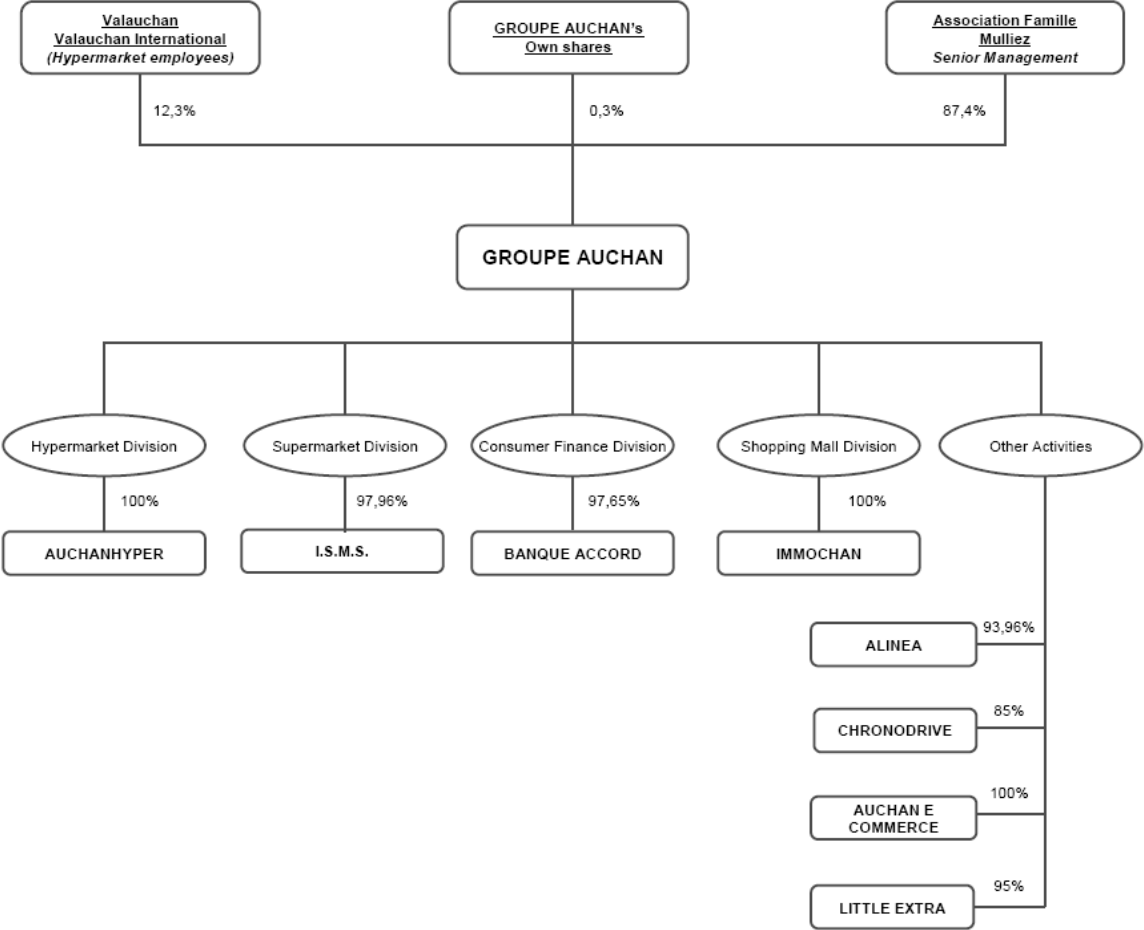 Valauchan
Valauchan International
(Hypermarket employees)
GROUPE AUCHAN's
Own shares
Association Famille
Mulliez
Senior Management
12,3%
0,3%
87,4%
GROUPE AUCHAN
Hypermarket Division
Supermarket Division
Consumer Finance Division
Shopping Mall Division
Other Activities
100%
97,96%
97,65%
100%
AUCHANHYPER
I.S.M.S.
BANQUE ACCORD
IMMOCHAN
93,96%
ALINEA
85%
CHRONODRIVE
100%
AUCHAN E
COMMERCE
95%
LITTLE EXTRA